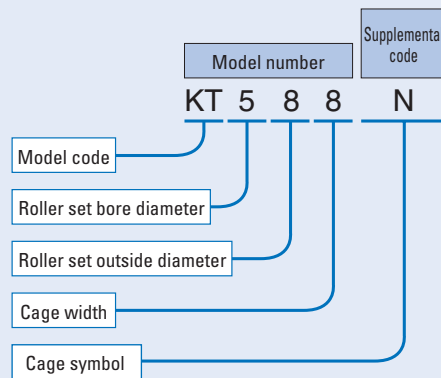 Model number
Supplementa
code
KT 5 8 8 N
Model code
Roller set bore diameter
Roller set outside diameter
Cage width
Cage symbol